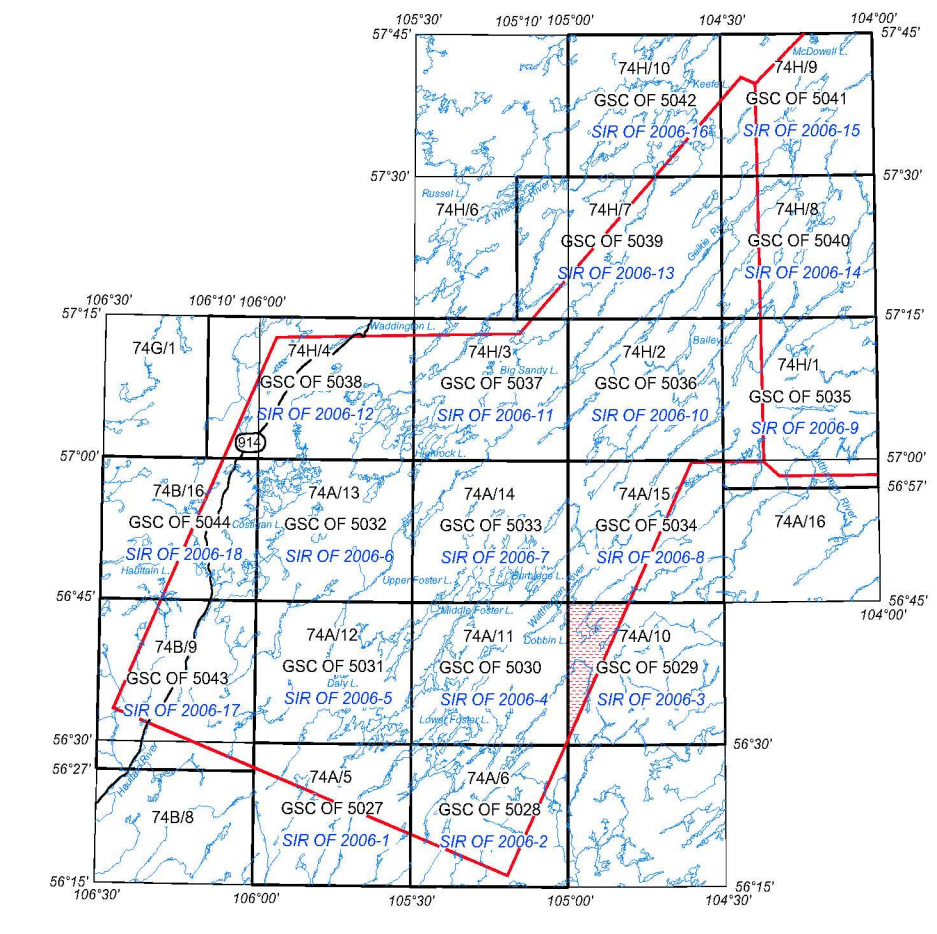 105°30' 105°10' 105°00' 104°30' 104°00'
57°45' 57°45'
McDowell L.
74H/10 74H/9
Keefe L.
GSC OF 5042 GSC OF 5041
SIR OF 2006-16 SIR OF 2006-15
57°30' 57°30'
Russel L.
Wheeler River
74H/6 74H/7 74H/8
Geikie River
GSC OF 5039 GSC OF 5040
SIR OF 2006-13 SIR OF 2006-14
106°30' 106°10' 106°00'
57°15' 57°15'
Waddington L.
Bailey L.
74G/1 74H/4 74H/3 74H/2 74H/1
Big Sandy L.
GSC OF 5038 GSC OF 5037 GSC OF 5036 GSC OF 5035
SIR OF 2006-12 SIR OF 2006-11 SIR OF 2006-10 SIR OF 2006-9
914
Highrock L.
57°00' 57°00'
56°57'
74B/16 74A/13 74A/14 74A/15 74A/16
GSC OF 5044 GSC OF 5032 GSC OF 5033 GSC OF 5034
Costigan L.
SIR OF 2006-18 SIR OF 2006-6 SIR OF 2006-7 SIR OF 2006-8
Haultain L.
Upper Foster L.
56°45' 56°45'
104°00'
Middle Foster L.
74B/9 74A/12 74A/11 74A/10
Dobbin L.
GSC OF 5043 GSC OF 5031 GSC OF 5030 GSC OF 5029
Daly L.
SIR OF 2006-17 SIR OF 2006-5 SIR OF 2006-4 SIR OF 2006-3
Lower Foster L.
56°30' 56°30'
Haultain River
56°27'
74B/8 74A/5 74A/6
GSC OF 5027 GSC OF 5028
SIR OF 2006-1 SIR OF 2006-2
56°15' 56°15'
106°30' 106°00' 105°30' 105°00' 104°30'